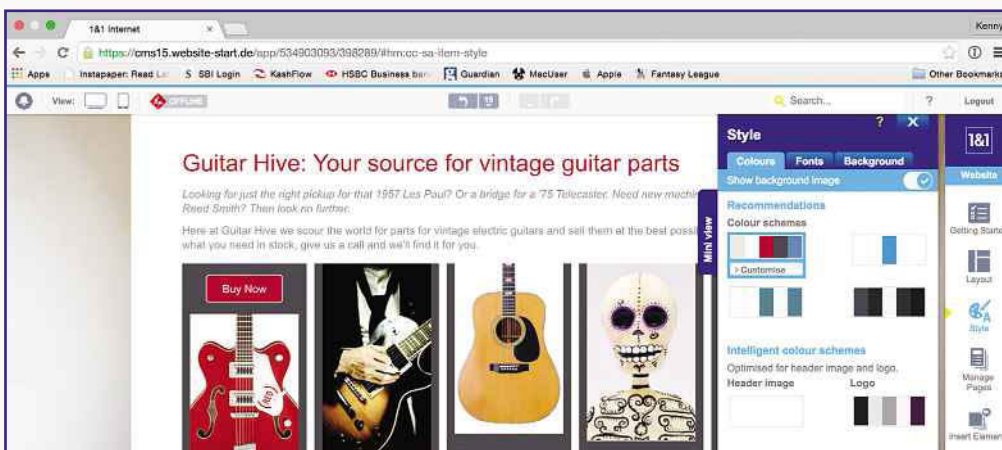 1&1 Internet
Kenny
https://cms15.website-start.de/app/534903093/398289/#hm:cc-sa-item-style
Apps
Instapaper: Read
SBI Login
KashFlow
HSBC Business
Guardian
MacUser
Apple
Fantasy League
Other Bookmarks
View:
OFFLINE
Search...
?
Logout
Guitar Hive: Your source for vintage guitar parts
Looking for just the right pickup for that 1957 Les Paul? Or a bridge for a '75 Telecaster. Need new machin
Reed Smith? Then look no further.
Here at Guitar Hive we scour the world for parts for vintage electric guitars and sell them at the best possi
what you need in stock, give us a call and we'll find it for you.
Buy Now
Mini view
?
X
Style
Colours
Fonts
Background
Show background image
Recommendations
Colour schemes
> Customise
Intelligent colour schemes
Optimised for header image and logo.
Header image
Logo
1&1
Website
Getting Starte
Layout
Style
Manage
Pages
Insert Elemen